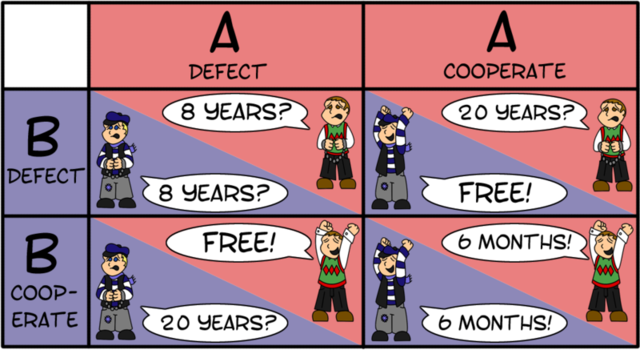 A
DEFECT
A
COOPERATE
B
DEFECT
8 YEARS?
8 YEARS?
20 YEARS?
FREE!
B
COOP-
ERATE
FREE!
20 YEARS?
6 MONTHS!
6 MONTHS!